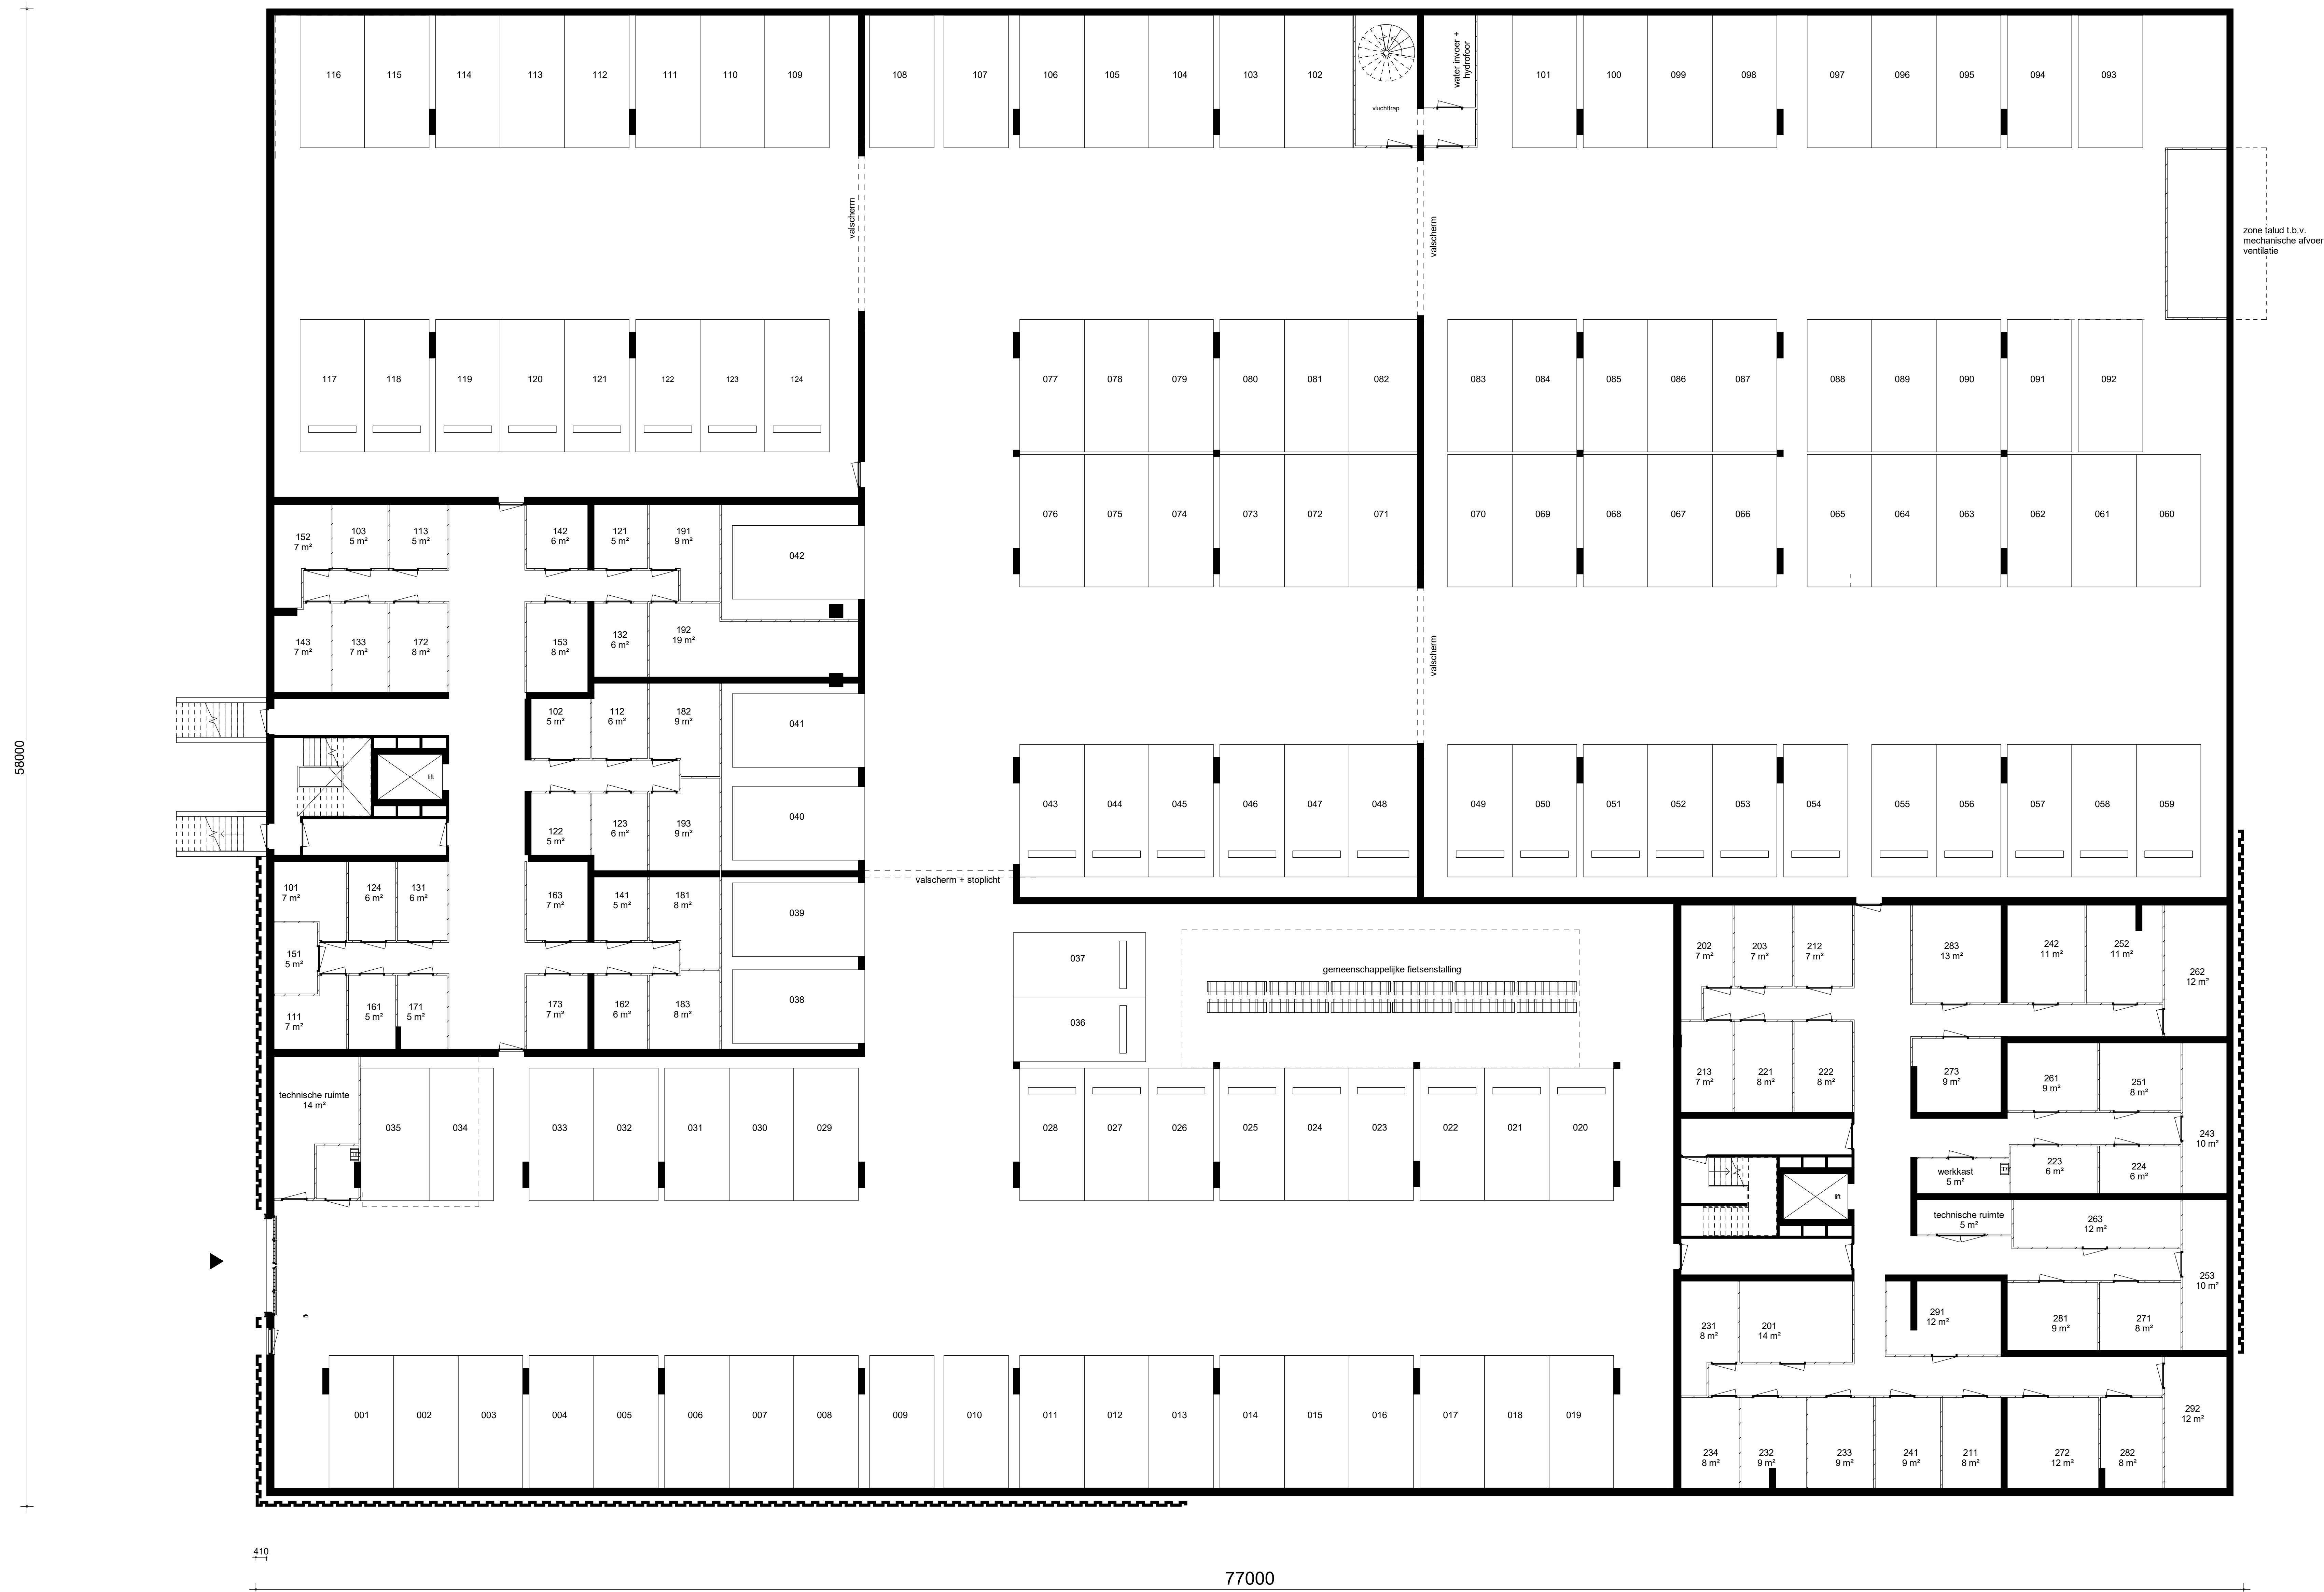 116
115
114
113
112
111
110
109
108
107
106
105
104
103
102
vluchttrap
water invoer +
hydrofoor
101
100
099
098
097
096
095
094
093
valscherm
valscherm
zone talud t.b.v.
mechanische afvoer
ventilatie
117
118
119
120
121
122
123
124
077
078
079
080
081
082
083
084
085
086
087
088
089
090
091
092
076
075
074
073
072
071
070
069
068
067
066
065
064
063
062
061
060
152
7 m²
103
5 m²
113
5 m²
142
6 m²
121
5 m²
191
9 m²
042
143
7 m²
133
7 m²
172
8 m²
153
8 m²
132
6 m²
192
19 m²
valscherm
58000
102
5 m²
112
6 m²
182
9 m²
041
lift
122
5 m²
123
6 m²
193
9 m²
040
043
044
045
046
047
048
049
050
051
052
053
054
055
056
057
058
059
valscherm + stoplicht
101
7 m²
124
6 m²
131
6 m²
163
7 m²
141
5 m²
181
8 m²
039
151
5 m²
111
7 m²
161
5 m²
171
5 m²
173
7 m²
162
6 m²
183
8 m²
038
037
036
gemeenschappelijke fietsenstalling
202
7 m²
203
7 m²
212
7 m²
283
13 m²
242
11 m²
252
11 m²
262
12 m²
213
7 m²
221
8 m²
222
8 m²
273
9 m²
261
9 m²
251
8 m²
243
10 m²
technische ruimte
14 m²
035
034
033
032
031
030
029
028
027
026
025
024
023
022
021
020
lift
werkkast
5 m²
223
6 m²
224
6 m²
technische ruimte
5 m²
263
12 m²
253
10 m²
231
8 m²
201
14 m²
291
12 m²
281
9 m²
271
8 m²
001
002
003
004
005
006
007
008
009
010
011
012
013
014
015
016
017
018
019
234
8 m²
232
9 m²
233
9 m²
241
9 m²
211
8 m²
272
12 m²
282
8 m²
292
12 m²
410
77000